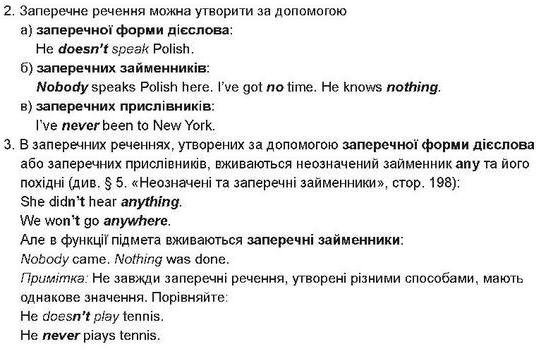 2. Заперечне речення можна утворити за допомогою
а) заперечної форми дієслова:
He doesn't speak Polish.
б) заперечних займенників:
Nobody speaks Polish here. I've got no time. He knows nothing.
в) заперечних прислівників:
I've never been to New York.
3. В заперечних реченнях, утворених за допомогою заперечної форми дієслова
або заперечних прислівників, вживаються неозначений займенник any та його
похідні (див. § 5. «Неозначені та заперечні займенники», стор. 198):
She didn't hear anything.
We won't go anywhere.
Але в функції підмета вживаються заперечні займенники:
Nobody came. Nothing was done.
Примітка: Не завжди заперечні речення, утворені різними способами, мають
однакове значення. Порівняйте:
He doesn't play tennis.
He never piays tennis.